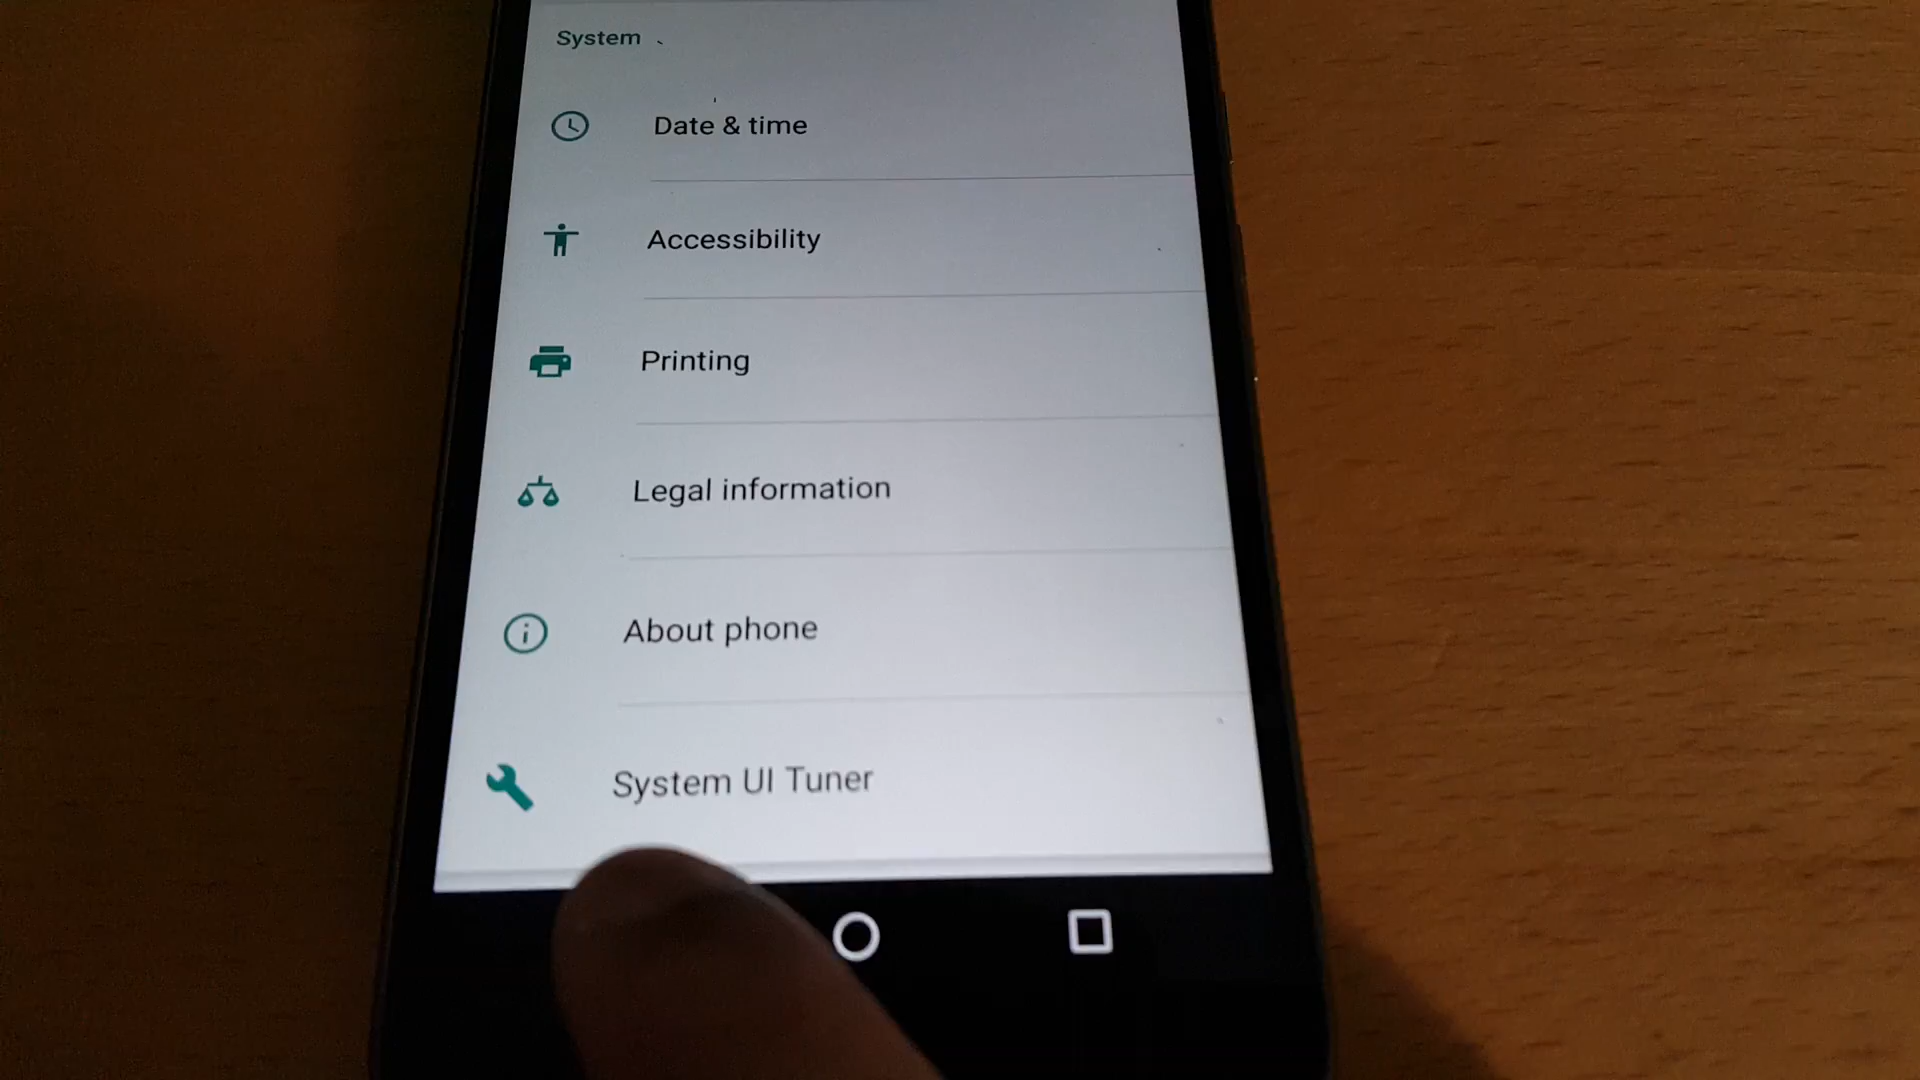 System
Date & time
Accessibility
Printing
Legal information
About phone
System UI Tuner